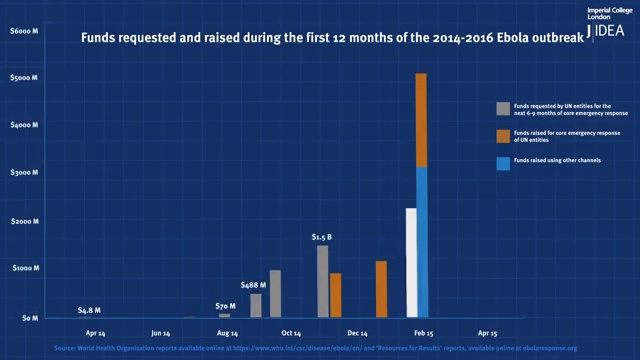 Imperial College
London
J IDEA
Funds requested and raised during the first 12 months of the 2014-2016 Ebola outbreak
$6000 M
$5000 M
$4000 M
$3000 M
$2000 M
$1000 M
$0 M
Funds requested by UN entities for the
next 6-9 months of core emergency response
Funds raised for core emergency response
of UN entities
Funds raised using other channels
$4.8 M
$70 M
$488 M
$1.5 B
Apr 14
Jun 14
Aug 14
Oct 14
Dec 14
Feb 15
Apr 15
Source: World Health Organisation reports available online at https://www.who.int/csr/disease/ebola/en/ and 'Resources for Results' reports, available online at ebolaresponse.org